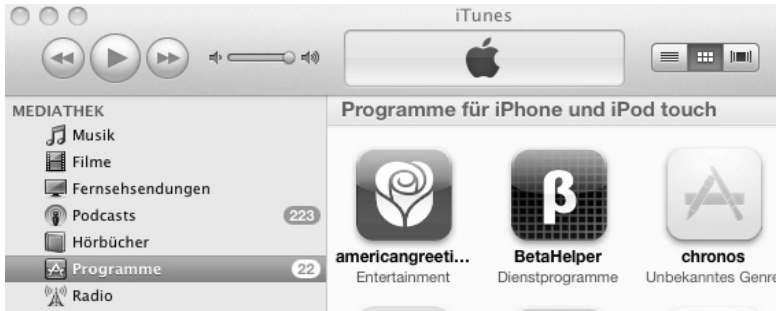 iTunes
MEDIATHEK
Musik
Filme
Fernsehsendungen
Podcasts 223
Hörbücher
Programme 22
Radio
Programme für iPhone und iPod touch
β
americangreeti... BetaHelper chronos
Entertainment Dienstprogramme Unbekanntes Genre